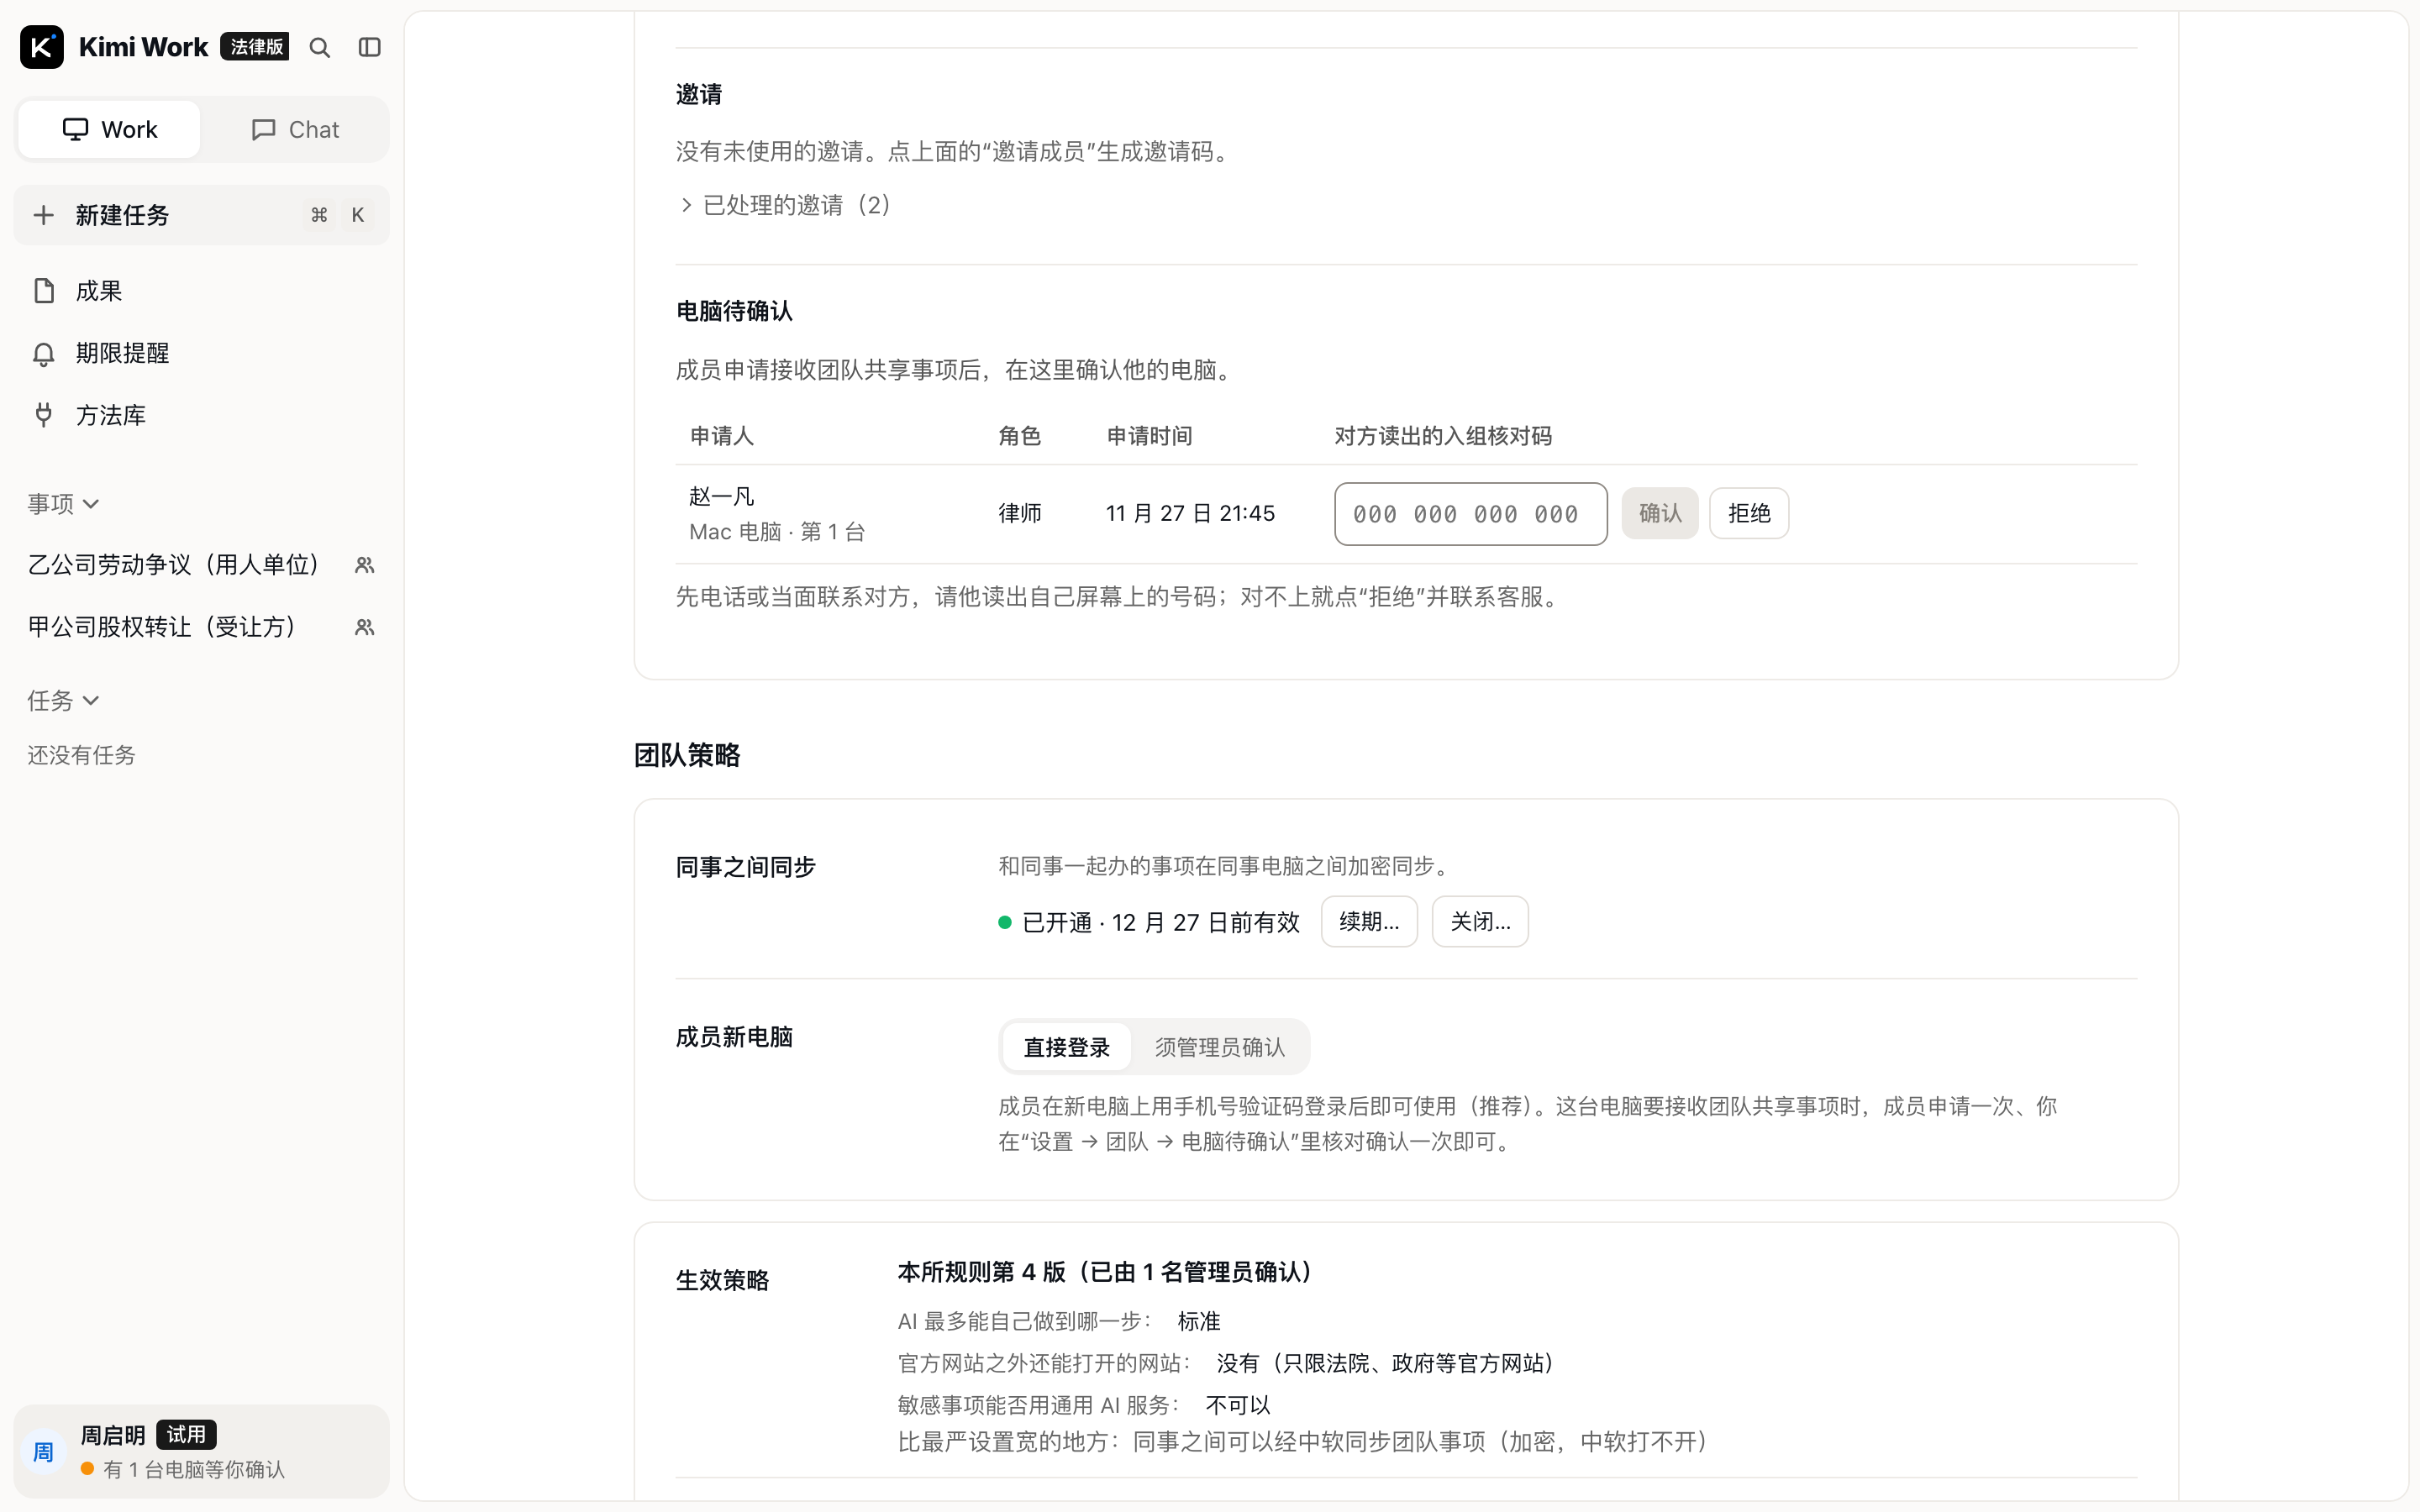 Kimi Work 法律版
Work
Chat
新建任务 ⌘ K
成果
期限提醒
方法库
事项
乙公司劳动争议（用人单位）
甲公司股权转让（受让方）
任务
还没有任务
周 周启明 试用
有 1 台电脑等你确认
邀请
没有未使用的邀请。点上面的“邀请成员”生成邀请码。
已处理的邀请（2）
电脑待确认
成员申请接收团队共享事项后，在这里确认他的电脑。
申请人 角色 申请时间 对方读出的入组核对码
赵一凡
Mac 电脑 · 第 1 台
律师 11 月 27 日 21:45 000 000 000 000 确认 拒绝
先电话或当面联系对方，请他读出自己屏幕上的号码；对不上就点“拒绝”并联系客服。
团队策略
同事之间同步 和同事一起办的事项在同事电脑之间加密同步。
已开通 · 12 月 27 日前有效 续期... 关闭...
成员新电脑 直接登录 须管理员确认
成员在新电脑上用手机号验证码登录后即可使用（推荐）。这台电脑要接收团队共享事项时，成员申请一次、你
在“设置 → 团队 → 电脑待确认”里核对确认一次即可。
生效策略 本所规则第 4 版（已由 1 名管理员确认）
AI 最多能自己做到哪一步： 标准
官方网站之外还能打开的网站： 没有（只限法院、政府等官方网站）
敏感事项能否用通用 AI 服务： 不可以
比最严设置宽的地方：同事之间可以经中软同步团队事项（加密，中软打不开）